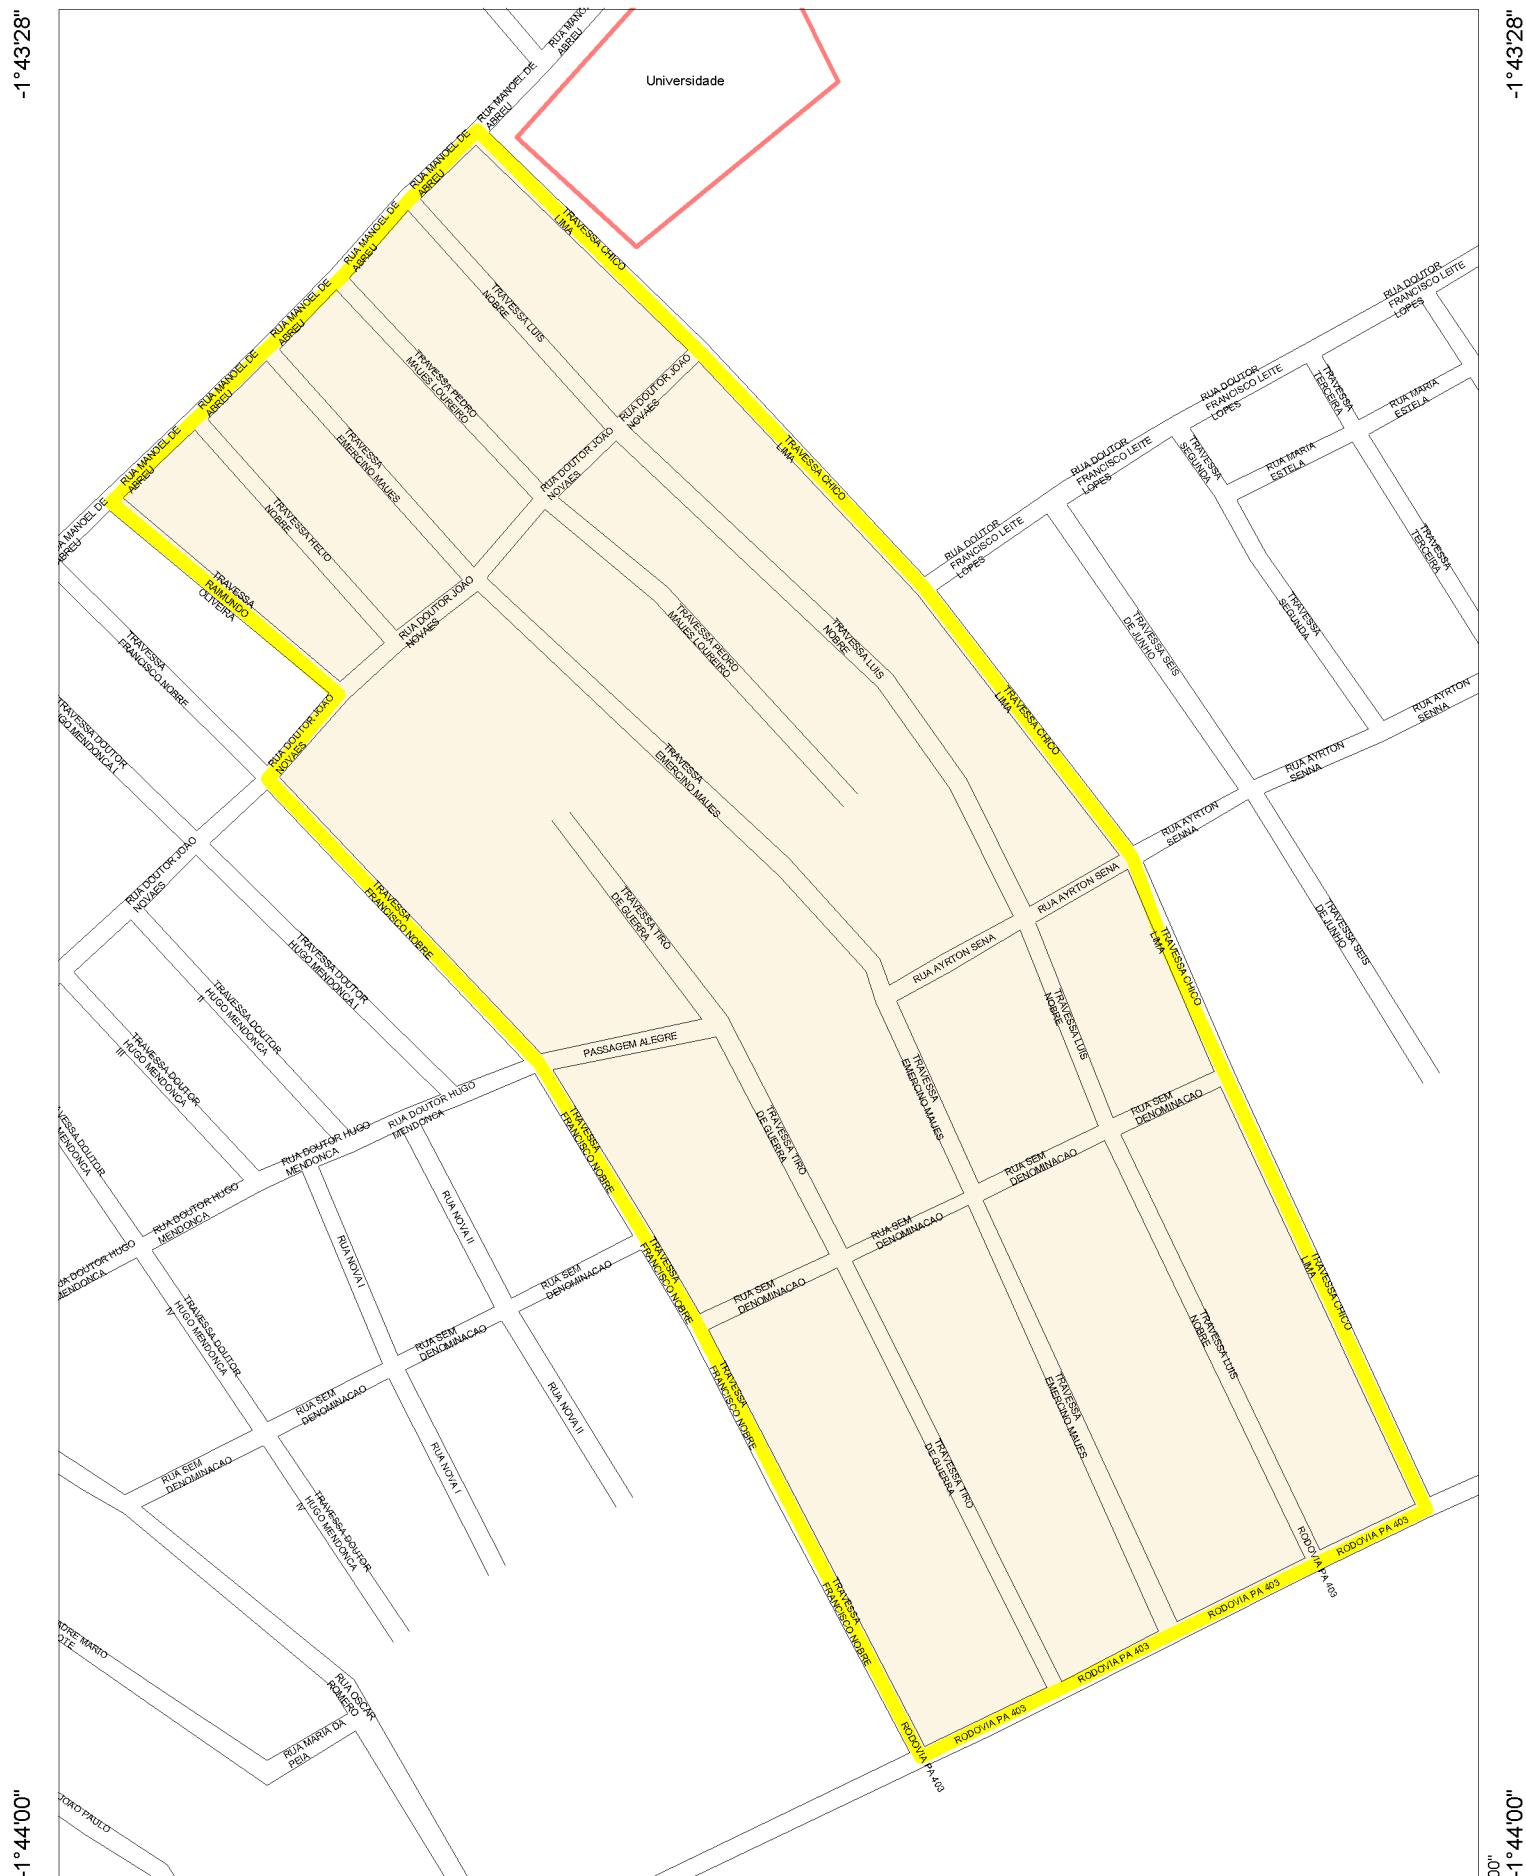 -1°43'28"
-1°43'28"
RUA MANOEL DE
ABREU
Universidade
RUA MANOEL DE
ABREU
RUA MANOEL DE
ABREU
RUA MANOEL DE
ABREU
RUA MANOEL DE
ABREU
RUA MANOEL DE
ABREU
RUA MANOEL DE
ABREU
TRAVESSA CHICO
LIMA
TRAVESSA LUIS
NOBRE
TRAVESSA PEDRO
MAUES LOUREIRO
TRAVESSA
EMERCINO MAUES
TRAVESSA HELIO
NOBRE
TRAVESSA
RAIMUNDO
OLIVEIRA
RUA DOUTOR JOAO
NOVAES
RUA DOUTOR JOAO
NOVAES
RUA DOUTOR JOAO
NOVAES
RUA DOUTOR JOAO
NOVAES
RUA DOUTOR JOAO
NOVAES
TRAVESSA CHICO
LIMA
RUA DOUTOR
FRANCISCO LEITE
LOPES
RUA DOUTOR
FRANCISCO LEITE
LOPES
RUA DOUTOR
FRANCISCO LEITE
LOPES
RUA DOUTOR
FRANCISCO LEITE
LOPES
TRAVESSA
TERCEIRA
RUA MARIA
ESTELA
RUA MARIA
ESTELA
TRAVESSA
SEGUNDA
TRAVESSA
TERCEIRA
TRAVESSA
SEGUNDA
TRAVESSA SEIS
DE JUNHO
RUA AYRTON
SENNA
RUA AYRTON
SENNA
RUA AYRTON
SENNA
TRAVESSA SEIS
DE JUNHO
TRAVESSA
FRANCISCO NOBRE
TRAVESSA DOUTOR
HUGO MENDONCA I
TRAVESSA PEDRO
MAUES LOUREIRO
TRAVESSA LUIS
NOBRE
TRAVESSA CHICO
LIMA
TRAVESSA
EMERCINO MAUES
TRAVESSA TIRO
DE GUERRA
TRAVESSA
FRANCISCO NOBRE
TRAVESSA DOUTOR
HUGO MENDONCA I
TRAVESSA DOUTOR
HUGO MENDONCA
II
TRAVESSA DOUTOR
HUGO MENDONCA
III
RUA AYRTON SENA
RUA AYRTON SENA
TRAVESSA CHICO
LIMA
TRAVESSA LUIS
NOBRE
PASSAGEM ALEGRE
TRAVESSA
EMERCINO MAUES
TRAVESSA TIRO
DE GUERRA
TRAVESSA
FRANCISCO NOBRE
RUA DOUTOR HUGO
MENDONCA
RUA DOUTOR HUGO
MENDONCA
RUA DOUTOR HUGO
MENDONCA
RUA DOUTOR HUGO
MENDONCA
VESSA DOUTOR
MENDONCA
RUA SEM
DENOMINACAO
RUA SEM
DENOMINACAO
RUA SEM
DENOMINACAO
RUA SEM
DENOMINACAO
RUA NOVA II
RUA NOVA I
TRAVESSA
FRANCISCO NOBRE
RUA SEM
DENOMINACAO
RUA SEM
DENOMINACAO
RUA SEM
DENOMINACAO
RUA SEM
DENOMINACAO
TRAVESSA DOUTOR
HUGO MENDONCA
IV
TRAVESSA CHICO
LIMA
TRAVESSA LUIS
NOBRE
TRAVESSA
EMERCINO MAUES
TRAVESSA TIRO
DE GUERRA
TRAVESSA
FRANCISCO NOBRE
RUA NOVA II
RUA NOVA I
TRAVESSA DOUTOR
HUGO MENDONCA
IV
TRAVESSA
FRANCISCO NOBRE
RODOVIA PA 403
RODOVIA PA 403
RODOVIA PA 403
RODOVIA PA 403
RODOVIA PA 403
RODOVIA PA 403
ADRE MARIO
OTE
RUA OSCAR
ROMERO
RUA MARIA DA
PEIA
JOAO PAULO
-1°44'00"
-1°44'00"
00"